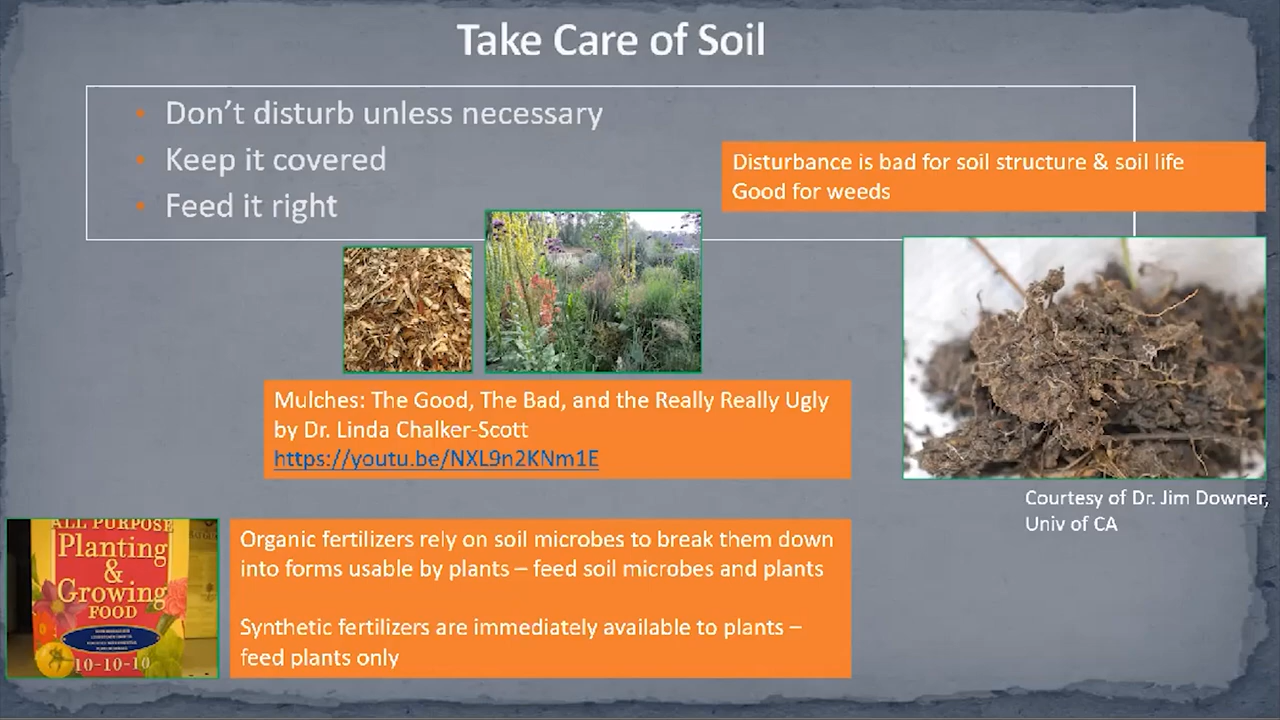 Take Care of Soil
Don't disturb unless necessary
Keep it covered
Feed it right
Disturbance is bad for soil structure & soil life
Good for weeds
Mulches: The Good, The Bad, and the Really Really Ugly
by Dr. Linda Chalker-Scott
https://youtu.be/NXL9n2KNm1E
Courtesy of Dr. Jim Downer,
Univ of CA
ALL PURPOSE
Planting
&
Growing
FOOD
10-10-10
Organic fertilizers rely on soil microbes to break them down
into forms usable by plants – feed soil microbes and plants
Synthetic fertilizers are immediately available to plants –
feed plants only